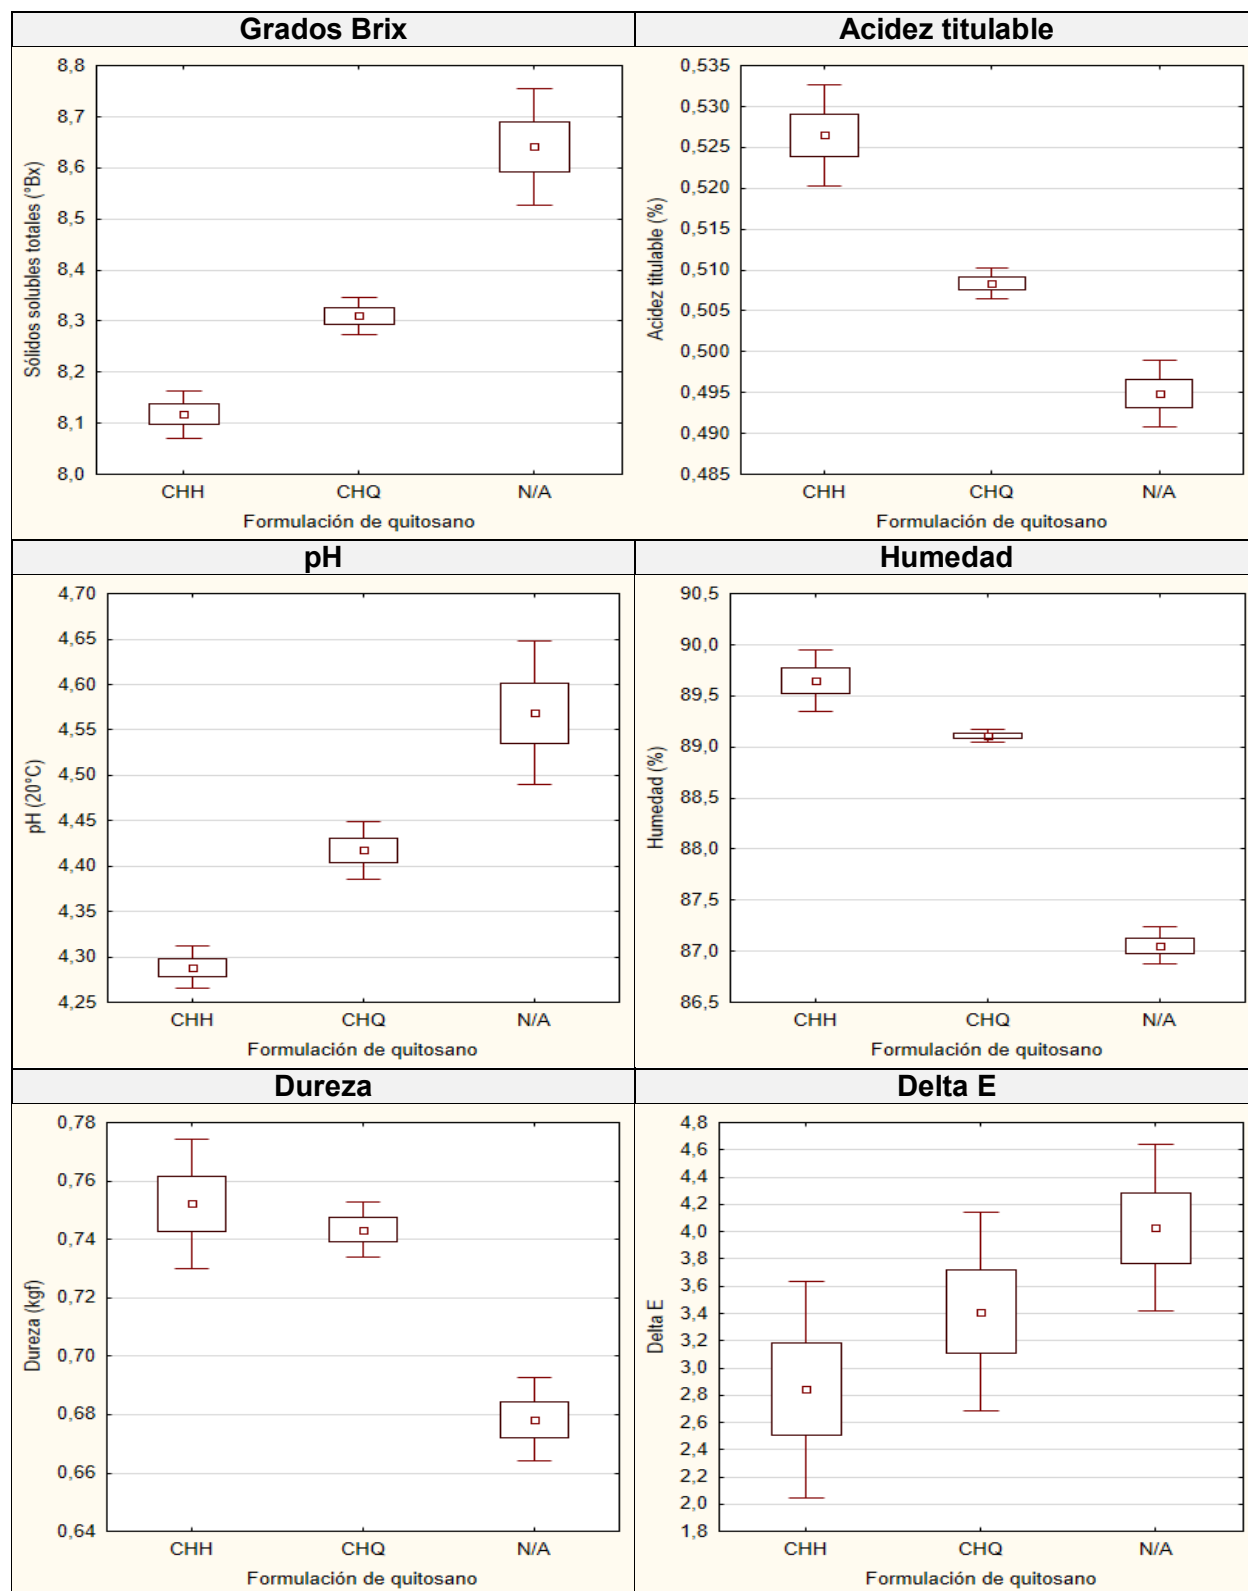 Grados Brix
Sólidos solubles totales (°Bx)
8,8
8,7
8,6
8,5
8,4
8,3
8,2
8,1
8,0
CHH CHQ N/A
Formulación de quitosano
Acidez titulable
Acidez titulable (%)
0,535
0,530
0,525
0,520
0,515
0,510
0,505
0,500
0,495
0,490
0,485
CHH CHQ N/A
Formulación de quitosano
pH
pH (20°C)
4,70
4,65
4,60
4,55
4,50
4,45
4,40
4,35
4,30
4,25
CHH CHQ N/A
Formulación de quitosano
Humedad
Humedad (%)
90,5
90,0
89,5
89,0
88,5
88,0
87,5
87,0
86,5
CHH CHQ N/A
Formulación de quitosano
Dureza
Dureza (kgf)
0,78
0,76
0,74
0,72
0,70
0,68
0,66
0,64
CHH CHQ N/A
Formulación de quitosano
Delta E
Delta E
4,8
4,6
4,4
4,2
4,0
3,8
3,6
3,4
3,2
3,0
2,8
2,6
2,4
2,2
2,0
1,8
CHH CHQ N/A
Formulación de quitosano